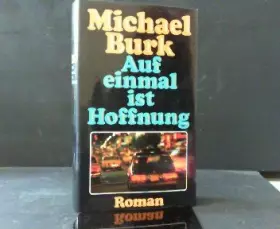 Michael
Burk
Auf
einmal
ist
Hoffnung
Roman